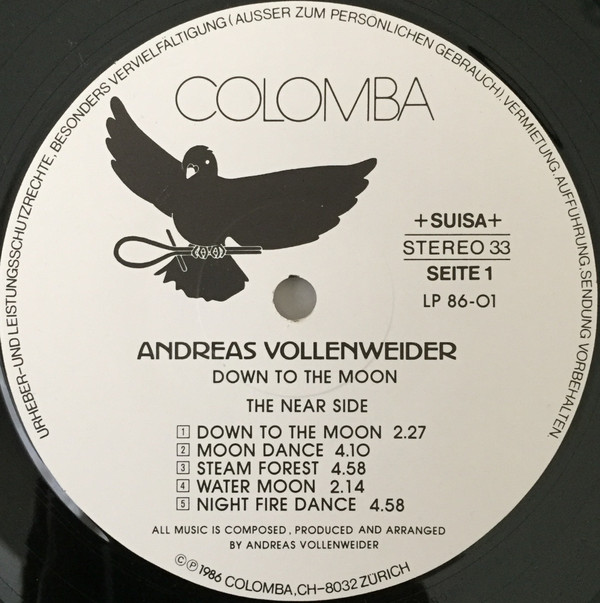 URHEBER-UND LEISTUNGSSCHUTZRECHTE, BESONDERS VERVIELFÄLTIGUNG (AUSSER ZUM PERSÖNLICHEN GEBRAUCH), VERMIETUNG, AUFFÜHRUNG, SENDUNG VORBEHALTEN.
COLOMBA
+SUISA+
STEREO 33
SEITE 1
LP 86-01
ANDREAS VOLLENWEIDER
DOWN TO THE MOON
THE NEAR SIDE
1 DOWN TO THE MOON 2.27
2 MOON DANCE 4.10
3 STEAM FOREST 4.58
4 WATER MOON 2.14
5 NIGHT FIRE DANCE 4.58
ALL MUSIC IS COMPOSED, PRODUCED AND ARRANGED
BY ANDREAS VOLLENWEIDER
©℗1986 COLOMBA, CH-8032 ZÜRICH